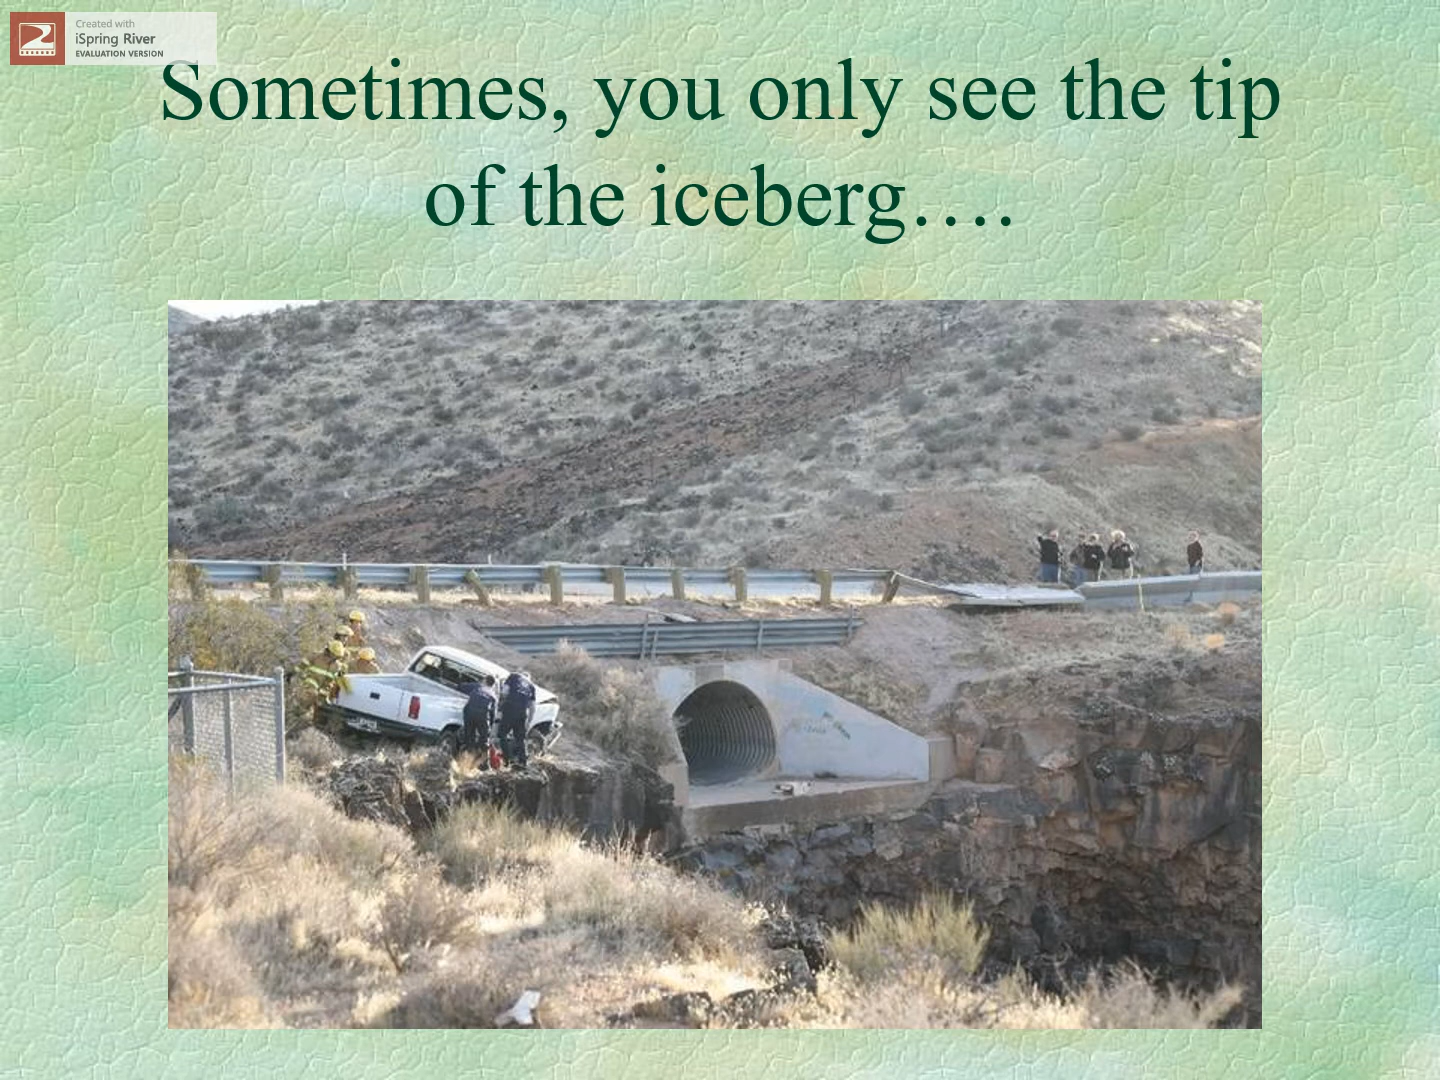 Created with
iSpring River
EVALUATION VERSION
Sometimes, you only see the tip
of the iceberg….